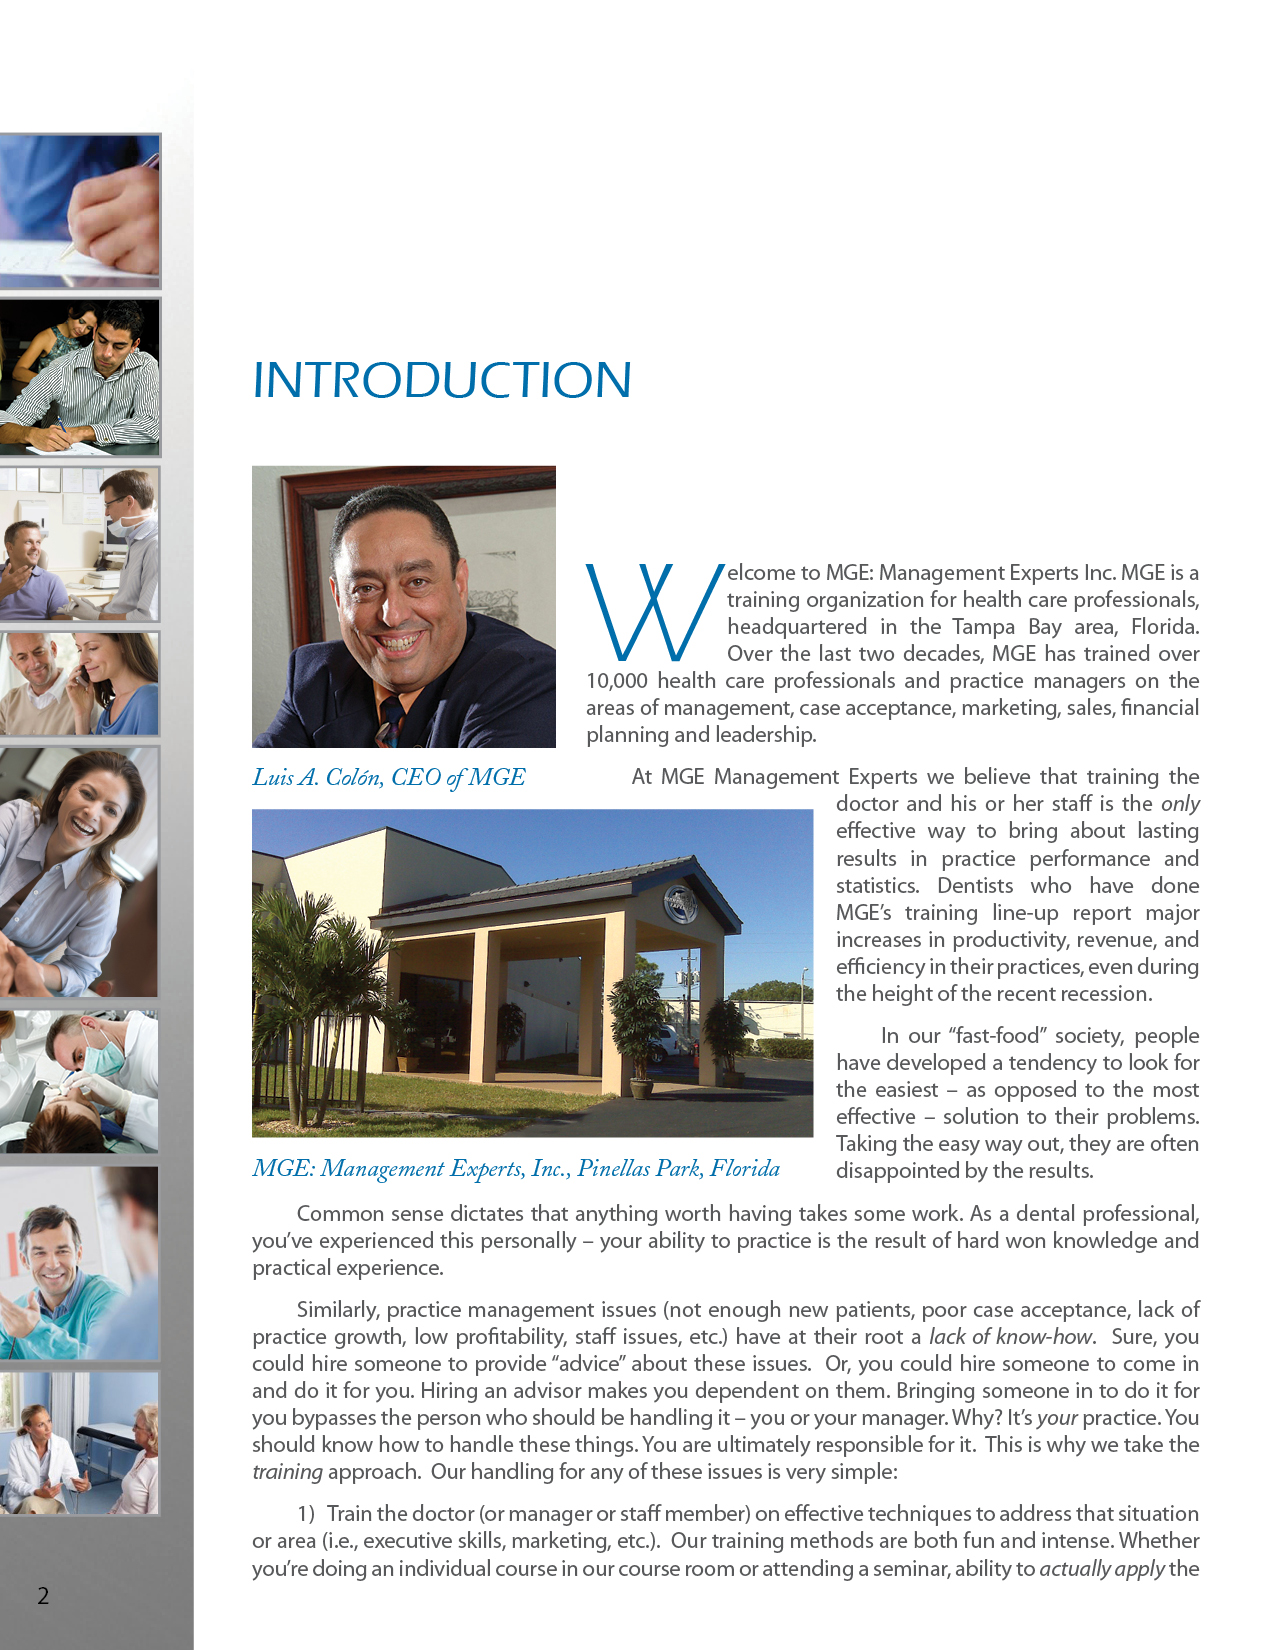 INTRODUCTION
Welcome to MGE: Management Experts Inc. MGE is a
training organization for health care professionals,
headquartered in the Tampa Bay area, Florida.
Over the last two decades, MGE has trained over
10,000 health care professionals and practice managers on the
areas of management, case acceptance, marketing, sales, financial
planning and leadership.
Luis A. Colón, CEO of MGE
At MGE Management Experts we believe that training the
doctor and his or her staff is the only
effective way to bring about lasting
results in practice performance and
statistics. Dentists who have done
MGE’s training line-up report major
increases in productivity, revenue, and
efficiency in their practices, even during
the height of the recent recession.
In our “fast-food” society, people
have developed a tendency to look for
the easiest – as opposed to the most
effective – solution to their problems.
Taking the easy way out, they are often
disappointed by the results.
MGE: Management Experts, Inc., Pinellas Park, Florida
Common sense dictates that anything worth having takes some work. As a dental professional,
you’ve experienced this personally – your ability to practice is the result of hard won knowledge and
practical experience.
Similarly, practice management issues (not enough new patients, poor case acceptance, lack of
practice growth, low profitability, staff issues, etc.) have at their root a lack of know-how. Sure, you
could hire someone to provide “advice” about these issues. Or, you could hire someone to come in
and do it for you. Hiring an advisor makes you dependent on them. Bringing someone in to do it for
you bypasses the person who should be handling it – you or your manager. Why? It’s your practice. You
should know how to handle these things. You are ultimately responsible for it. This is why we take the
training approach. Our handling for any of these issues is very simple:
1) Train the doctor (or manager or staff member) on effective techniques to address that situation
or area (i.e., executive skills, marketing, etc.). Our training methods are both fun and intense. Whether
you’re doing an individual course in our course room or attending a seminar, ability to actually apply the
2